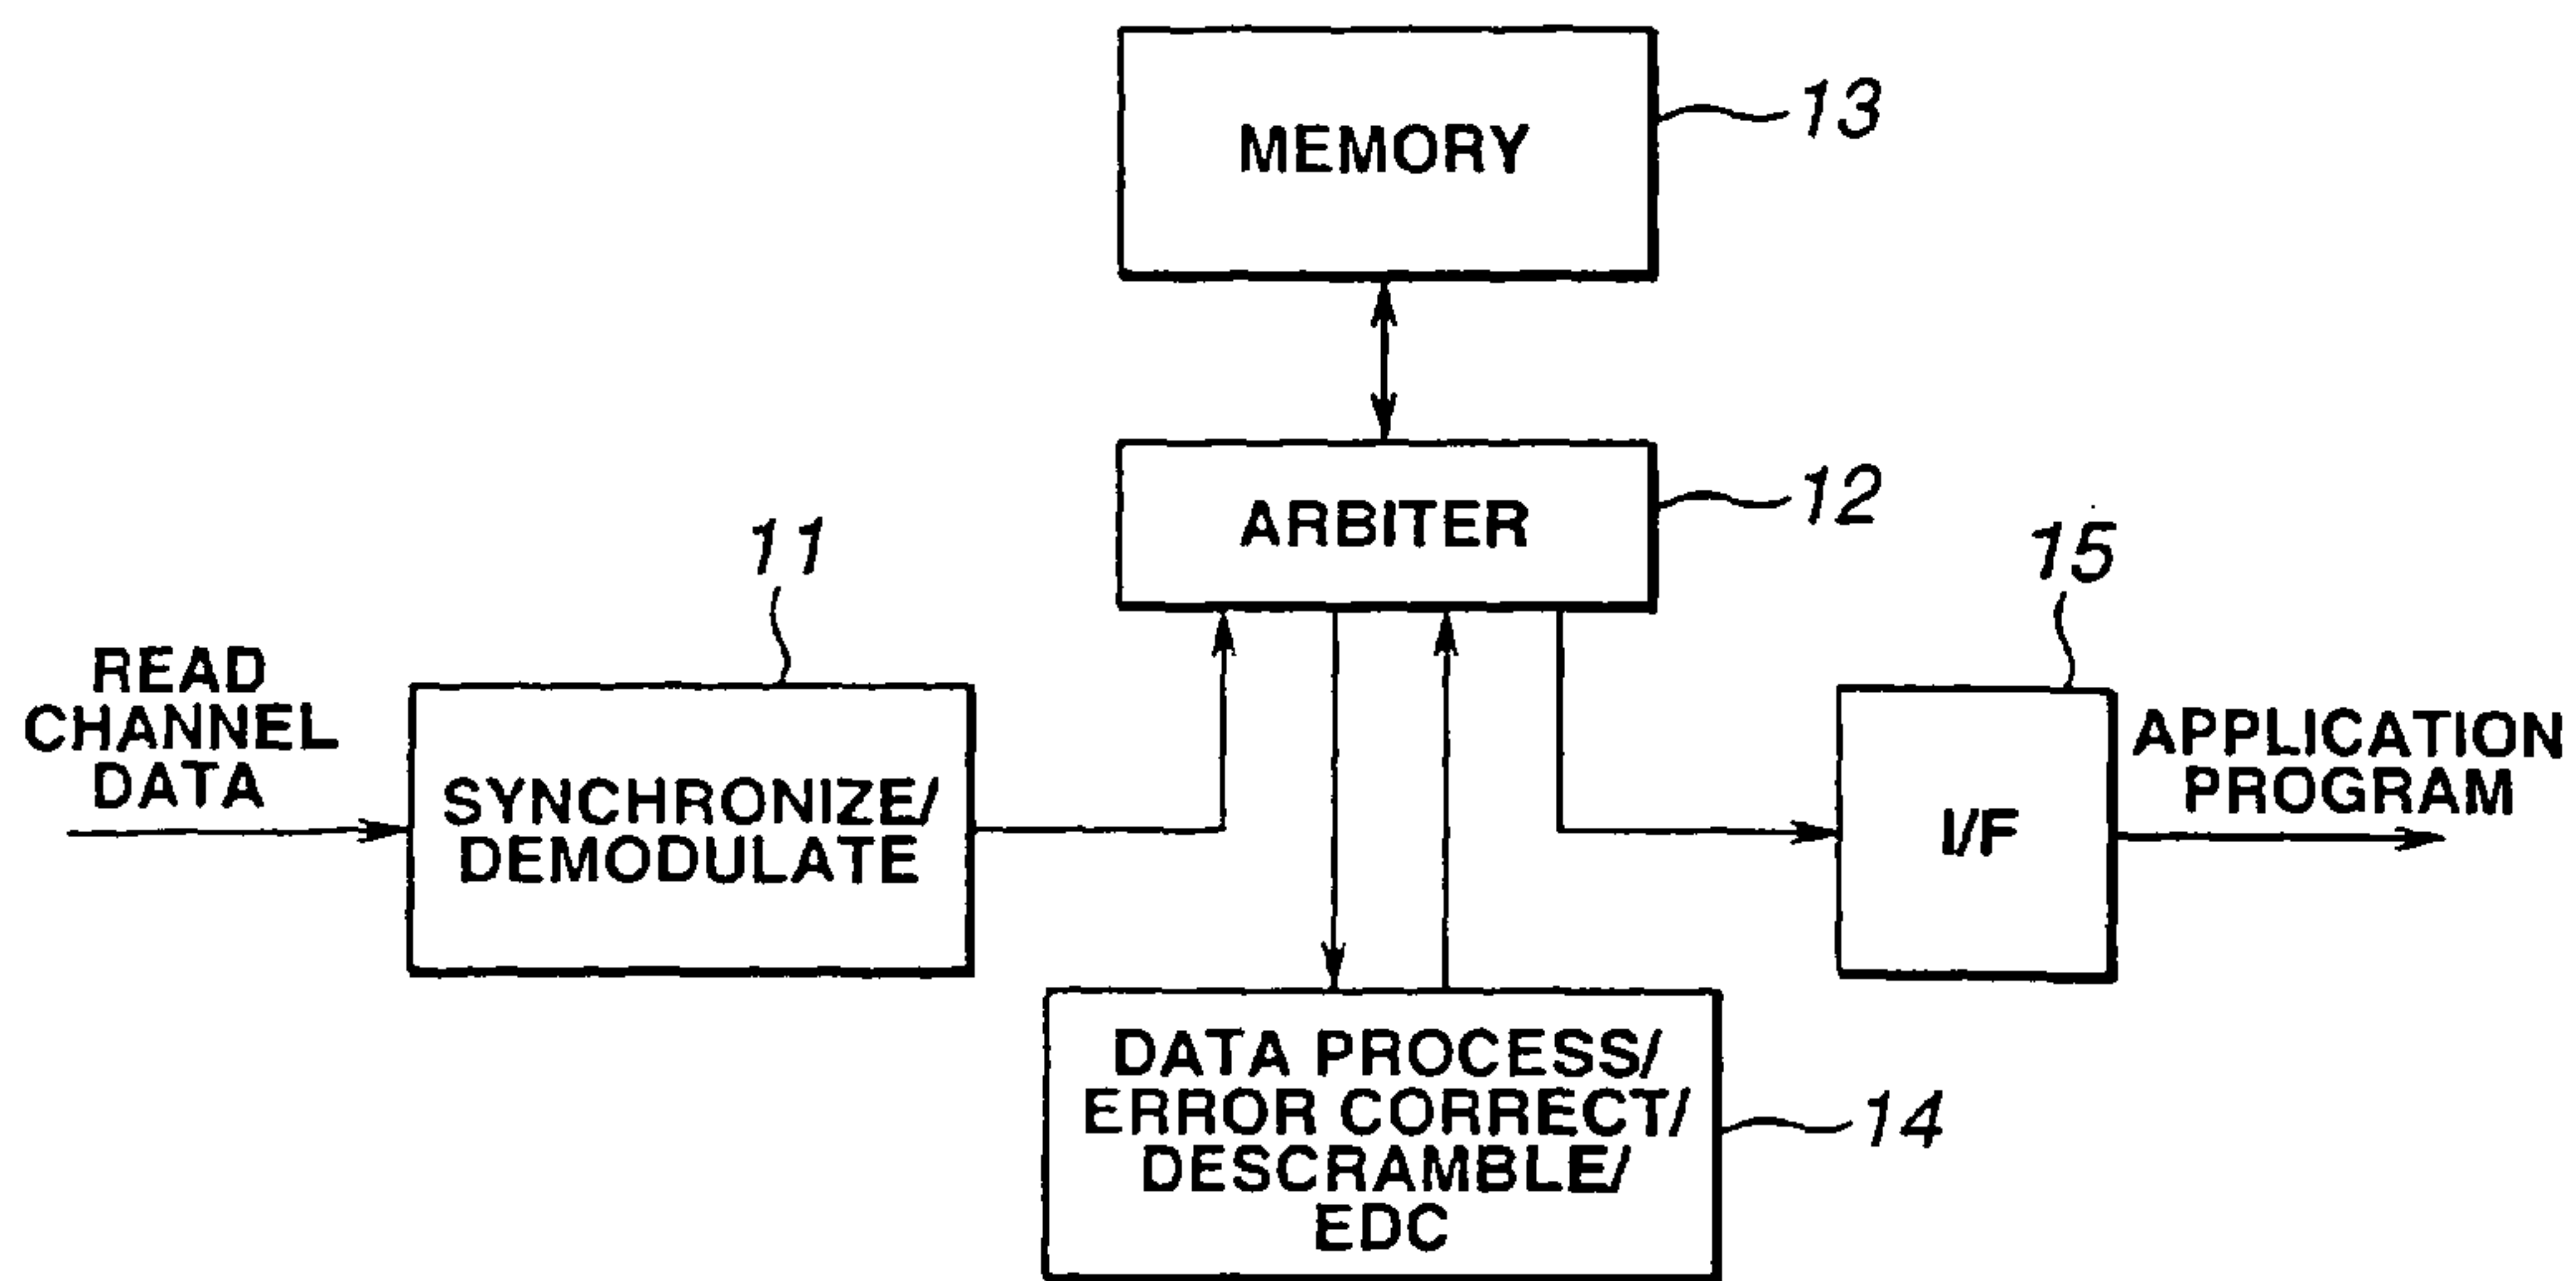 MEMORY
13
ARBITER
12
11
15
READ
CHANNEL
DATA
SYNCHRONIZE/
DEMODULATE
I/F
APPLICATION
PROGRAM
DATA PROCESS/
ERROR CORRECT/
DESCRAMBLE/
EDC
14